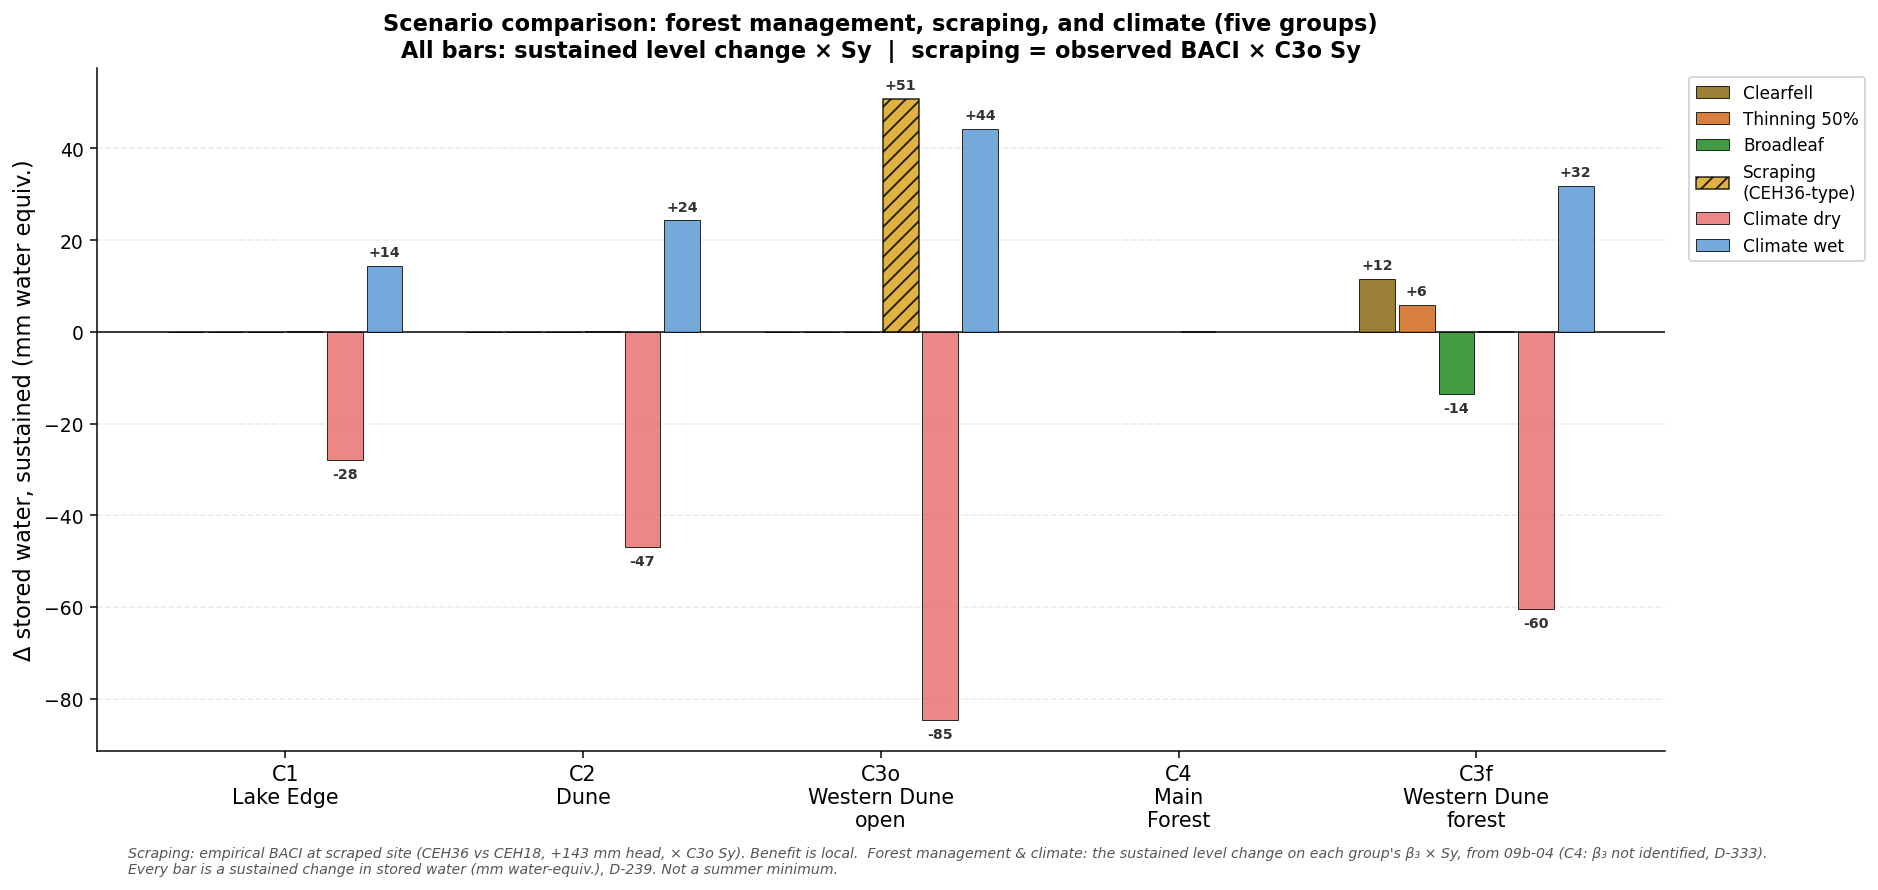 Scenario comparison: forest management, scraping, and climate (five groups)
All bars: sustained level change × Sy | scraping = observed BACI × C3o Sy
Δ stored water, sustained (mm water equiv.)
40
20
0
−20
−40
−60
−80
+14
-28
+24
-47
+51
+44
-85
+12
+6
-14
+32
-60
C1
Lake Edge
C2
Dune
C3o
Western Dune
open
C4
Main
Forest
C3f
Western Dune
forest
Clearfell
Thinning 50%
Broadleaf
Scraping
(CEH36-type)
Climate dry
Climate wet
Scraping: empirical BACI at scraped site (CEH36 vs CEH18, +143 mm head, × C3o Sy). Benefit is local.  Forest management & climate: the sustained level change on each group's β₃ × Sy, from 09b-04 (C4: β₃ not identified, D-333).
Every bar is a sustained change in stored water (mm water-equiv.), D-239. Not a summer minimum.